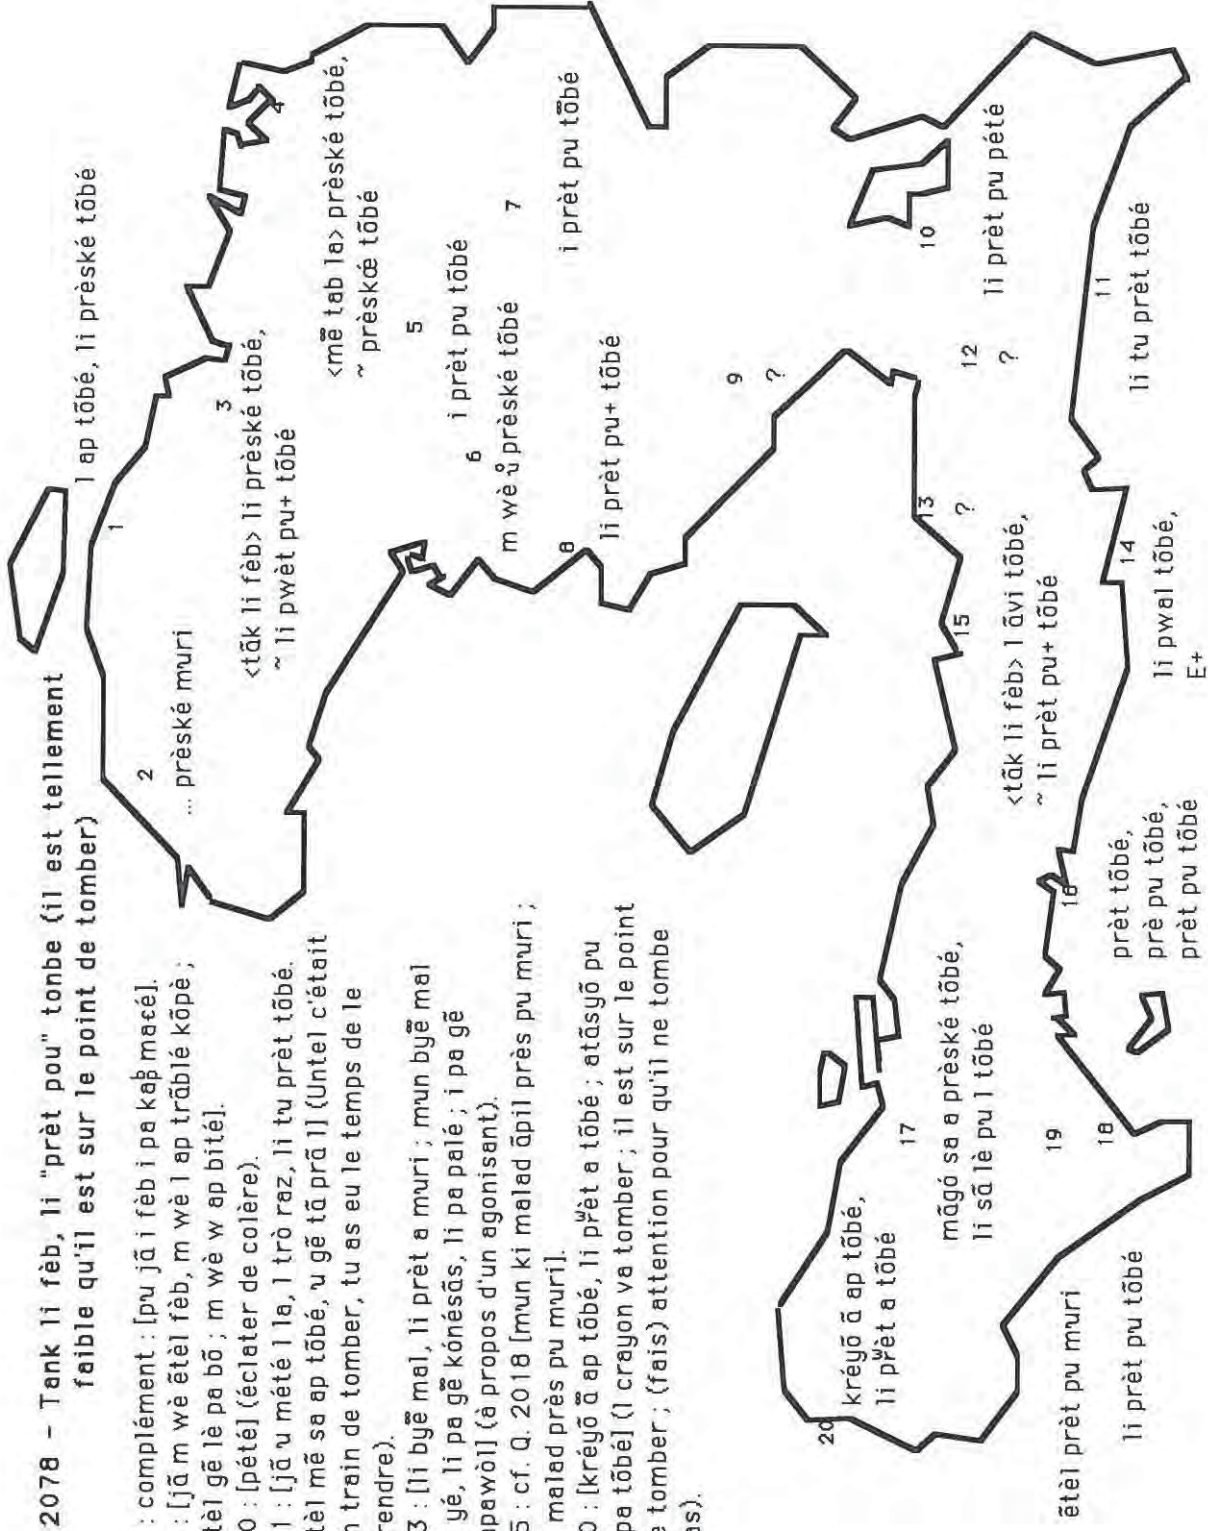 2078 - Tank li fèb, li "prèt pou" tonbe (il est tellement
faible qu'il est sur le point de tomber)
: complément : [pu jã i fèb i pa kap maché].
: [jã m wè ẽtèl fèb, m wè l ap trãblé kõpè ;
tèl gẽ lè pa bõ ; m wè w ap bité].
0 : [pété] (éclater de colère).
1 : [jã u mété l la, l trò raz, li tu prèt tõbé.
tèl mẽ sa ap tõbé, u gẽ tã prã l] (Untel c'était
n train de tomber, tu as eu le temps de le
rendre).
3 : [li byẽ mal, li prèt a muri ; mun byẽ mal
yé, li pa gẽ kónésãs, li pa palé ; i pa gẽ
pawòl] (à propos d'un agonisant).
5 : cf. Q. 2018 [mun ki malad ãpil près pu muri ;
malad près pu muri].
0 : [kréyõ ã ap tõbé, li prwèt a tõbé ; atãsyõ pu
pa tõbe] (l crayon va tomber ; il est sur le point
e tomber ; (fais) attention pour qu'il ne tombe
as).
l ap tõbé, li prèské tõbé
1
2
... prèské muri
3
<tãk li fèb> li prèské tõbé,
~ li pwèt pu+ tõbé
4
<mẽ tab la> prèské tõbé,
~ prèskœ tõbé
5
i prèt pu tõbé
6
m wè ů prèské tõbé
7
i prèt pu tõbé
8
li prèt pu+ tõbé
9
?
10
li prèt pu pété
11
li tu prèt tõbé
12
?
13
?
14
li pwal tõbé,
E+
15
<tãk li fèb> l ãvi tõbé,
~ li prèt pu+ tõbé
16
prèt tõbé,
prè pu tõbé,
prèt pu tõbé
17
mãgó sa a prèské tõbé,
li sã lè pu l tõbé
18
li prèt pu tõbé
19
ẽtèl prèt pu muri
20
kréyõ ã ap tõbé,
li prwèt a tõbé